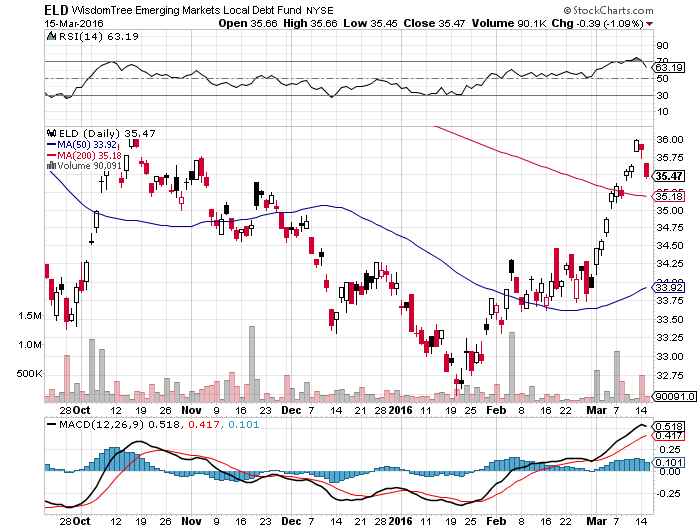 ELD WisdomTree Emerging Markets Local Debt Fund NYSE © StockCharts.com
15-Mar-2016 Open 35.66 High 35.66 Low 35.45 Close 35.47 Volume 90.1K Chg -0.39 (-1.09%)
RSI(14) 63.19
90
70
63.19
50
30
10
ELD (Daily) 35.47
MA(50) 33.92
MA(200) 35.18
Volume 90,091
36.00
35.75
35.47
35.18
35.00
34.75
34.50
34.25
33.92
33.75
33.50
33.25
33.00
32.75
1.5M
1.0M
500K
90091.0
28 Oct 12 19 26 Nov 9 16 23 Dec 7 14 21 28 2016 11 19 25 Feb 8 16 22 Mar 7 14
MACD(12,26,9) 0.518, 0.417, 0.101
0.518
0.417
0.25
0.101
-0.25
28 Oct 12 19 26 Nov 9 16 23 Dec 7 14 21 28 2016 11 19 25 Feb 8 16 22 Mar 7 14